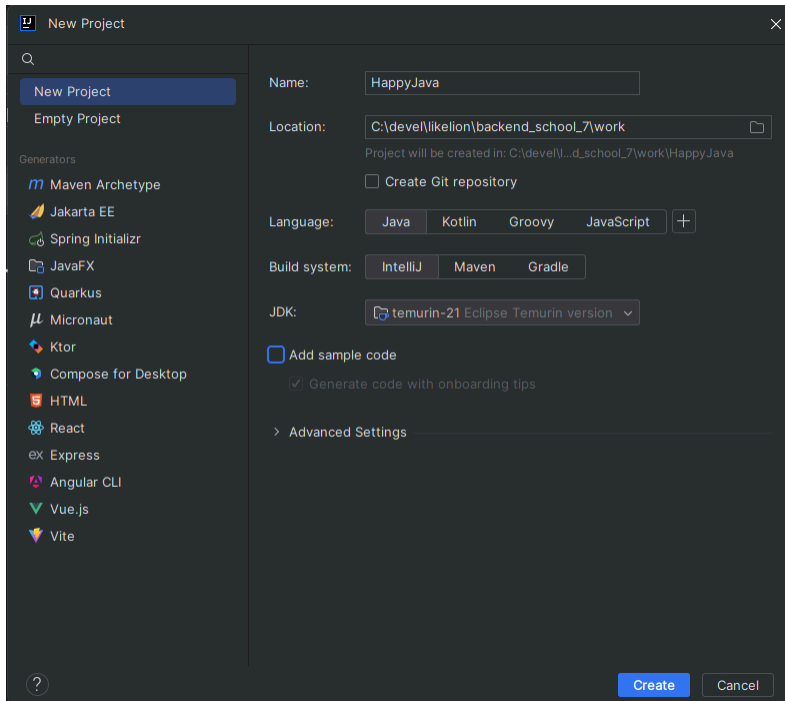 New Project
New Project
Empty Project
Generators
Maven Archetype
Jakarta EE
Spring Initializr
JavaFX
Quarkus
Micronaut
Ktor
Compose for Desktop
HTML
React
Express
Angular CLI
Vue.js
Vite
Name: HappyJava
Location: C:\devel\likelion\backend_school_7\work
Project will be created in: C:\devel\l...d_school_7\work\HappyJava
Create Git repository
Language: Java Kotlin Groovy JavaScript
Build system: IntelliJ Maven Gradle
JDK: temurin-21 Eclipse Temurin version
Add sample code
Generate code with onboarding tips
Advanced Settings
? Create Cancel